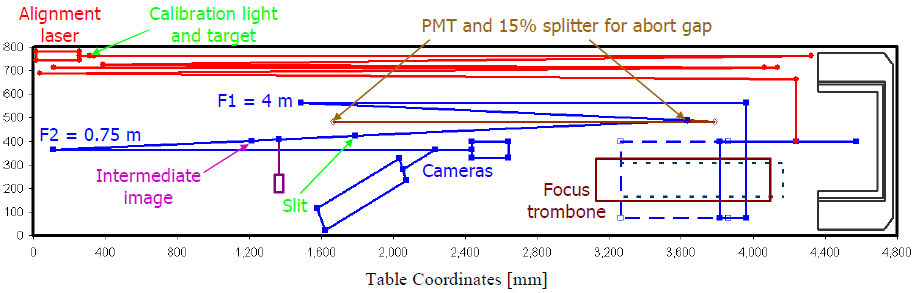 Alignment
laser
Calibration light
and target
PMT and 15% splitter for abort gap
F1 = 4 m
F2 = 0.75 m
Intermediate
image
Slit
Cameras
Focus
trombone
800
700
600
500
400
300
200
100
0
0 400 800 1,200 1,600 2,000 2,400 2,800 3,200 3,600 4,000 4,400 4,800
Table Coordinates [mm]